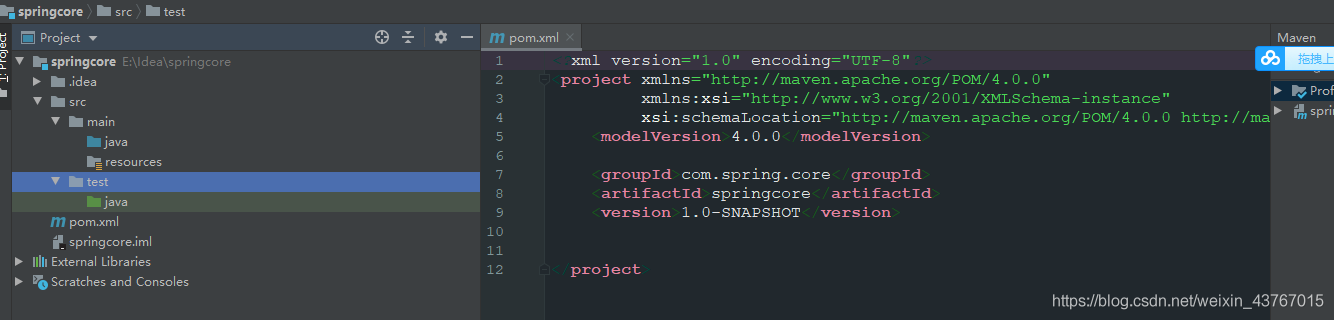 springcore src test
1: Project
Project
pom.xml
Maven
springcore E:\Idea\springcore
.idea
src
main
java
resources
test
java
pom.xml
springcore.iml
External Libraries
Scratches and Consoles
1 <?xml version="1.0" encoding="UTF-8"?>
2 <project xmlns="http://maven.apache.org/POM/4.0.0"
3 xmlns:xsi="http://www.w3.org/2001/XMLSchema-instance"
4 xsi:schemaLocation="http://maven.apache.org/POM/4.0.0 http://ma
5 <modelVersion>4.0.0</modelVersion>
6
7 <groupId>com.spring.core</groupId>
8 <artifactId>springcore</artifactId>
9 <version>1.0-SNAPSHOT</version>
10
11
12 </project>
拖拽上
Prof
sprin
https://blog.csdn.net/weixin_43767015